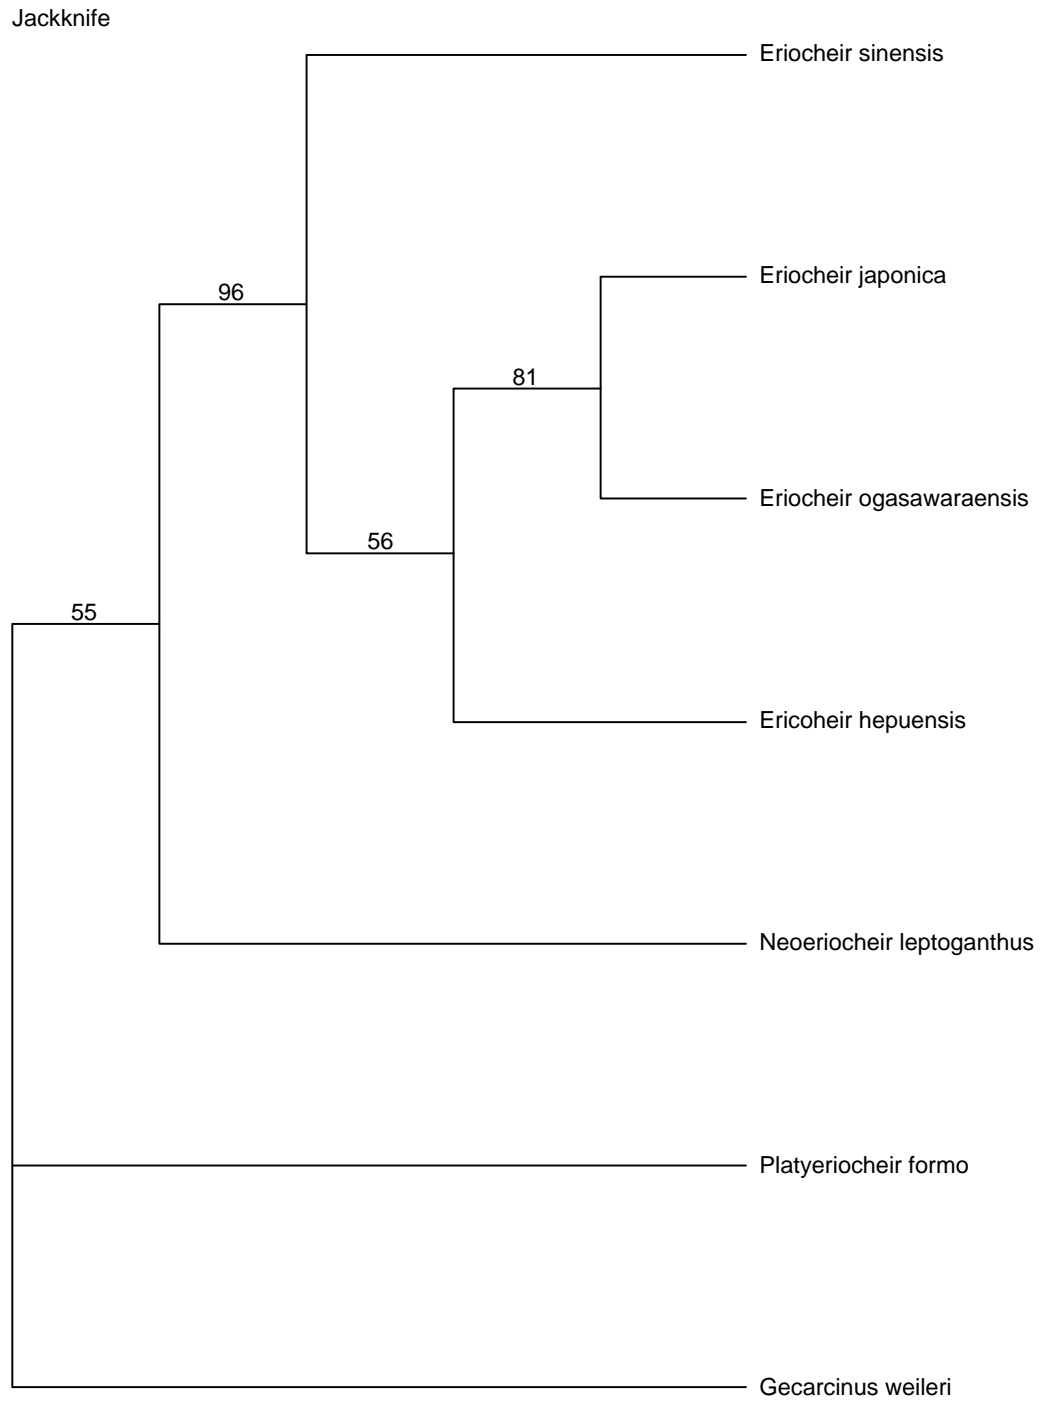 Jackknife
Eriocheir sinensis
Eriocheir japonica
96
81
Eriocheir ogasawaraensis
56
55
Ericoheir hepuensis
Neoeriocheir leptoganthus
Platyeriocheir formo
Gecarcinus weileri